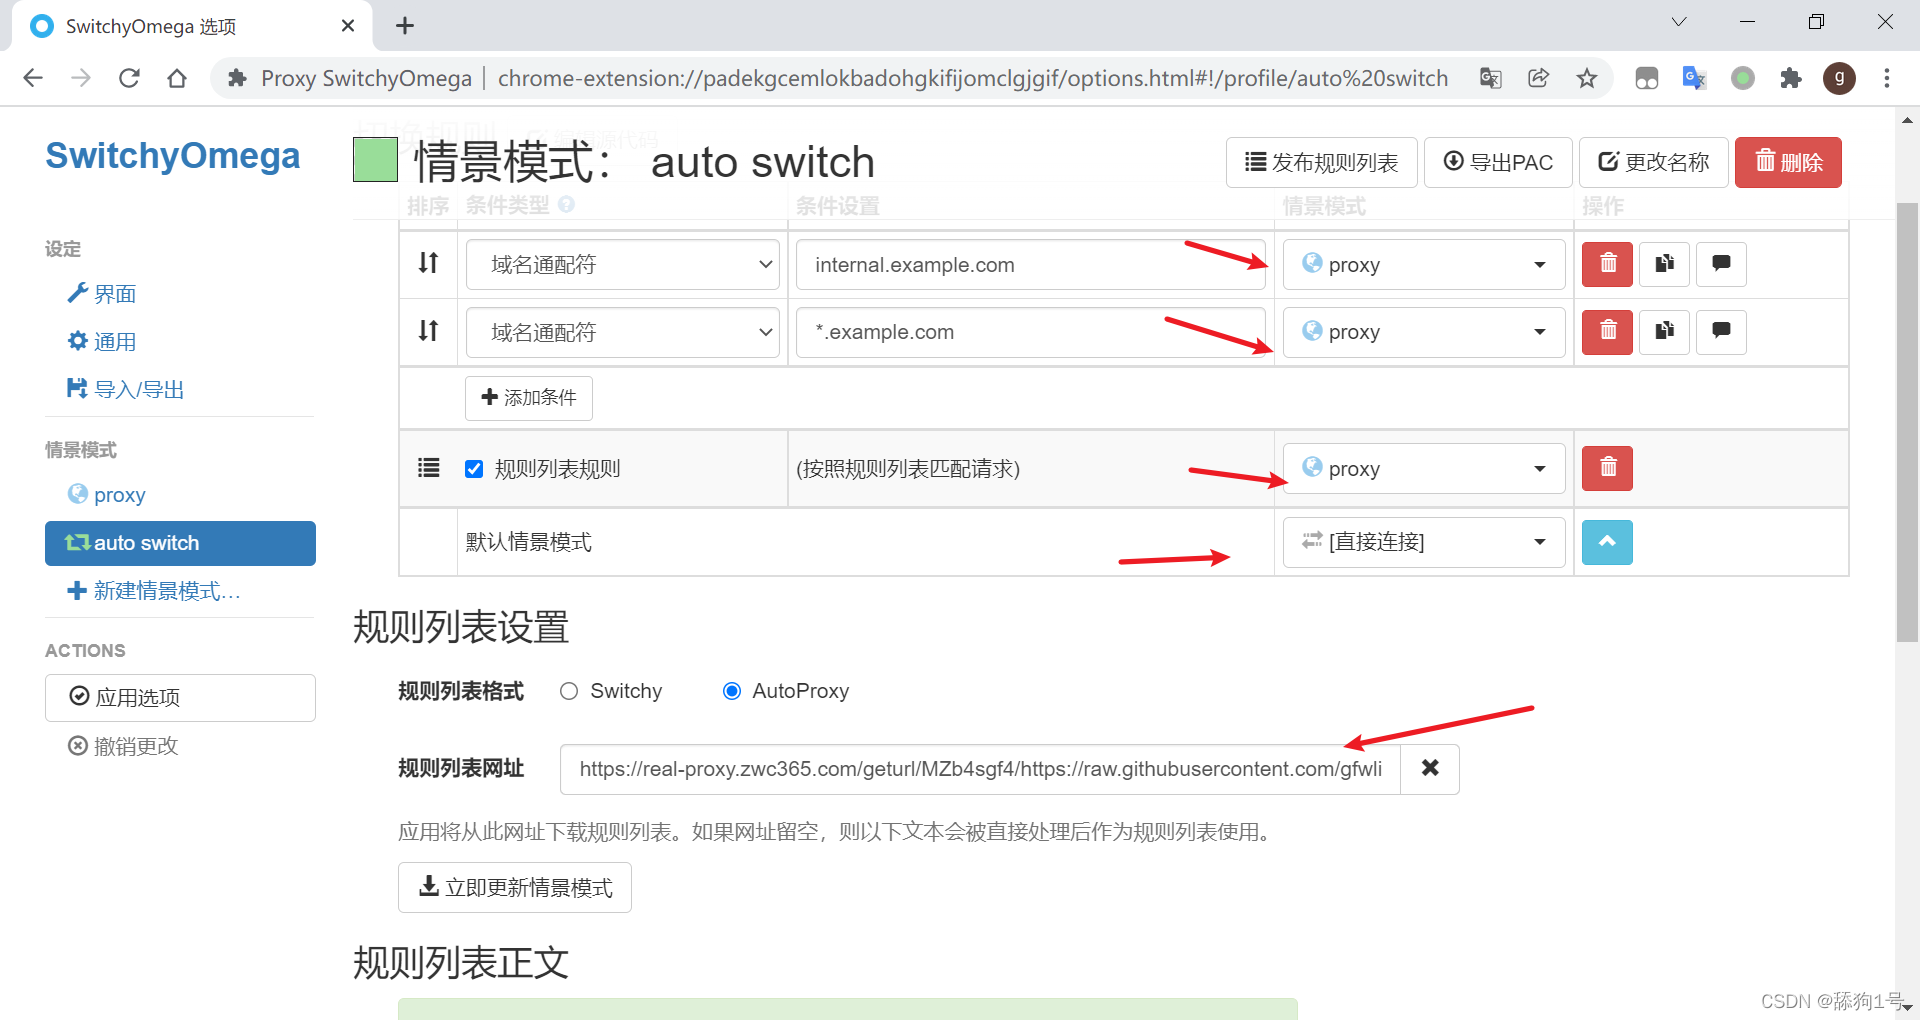 SwitchyOmega 选项
Proxy SwitchyOmega | chrome-extension://padekgcemlokbadohgkifijomclgjgif/options.html#!/profile/auto%20switch
g
SwitchyOmega
切换规则 编辑源代码
情景模式： auto switch
发布规则列表
导出PAC
更改名称
删除
排序 条件类型 条件设置 情景模式 操作
设定
界面
通用
导入/导出
情景模式
proxy
auto switch
新建情景模式…
ACTIONS
应用选项
撤销更改
域名通配符 internal.example.com proxy
域名通配符 *.example.com proxy
添加条件
规则列表规则 (按照规则列表匹配请求) proxy
默认情景模式 [直接连接]
规则列表设置
规则列表格式 Switchy AutoProxy
规则列表网址 https://real-proxy.zwc365.com/geturl/MZb4sgf4/https://raw.githubusercontent.com/gfwli
应用将从此网址下载规则列表。如果网址留空，则以下文本会被直接处理后作为规则列表使用。
立即更新情景模式
规则列表正文
CSDN @舔狗1号